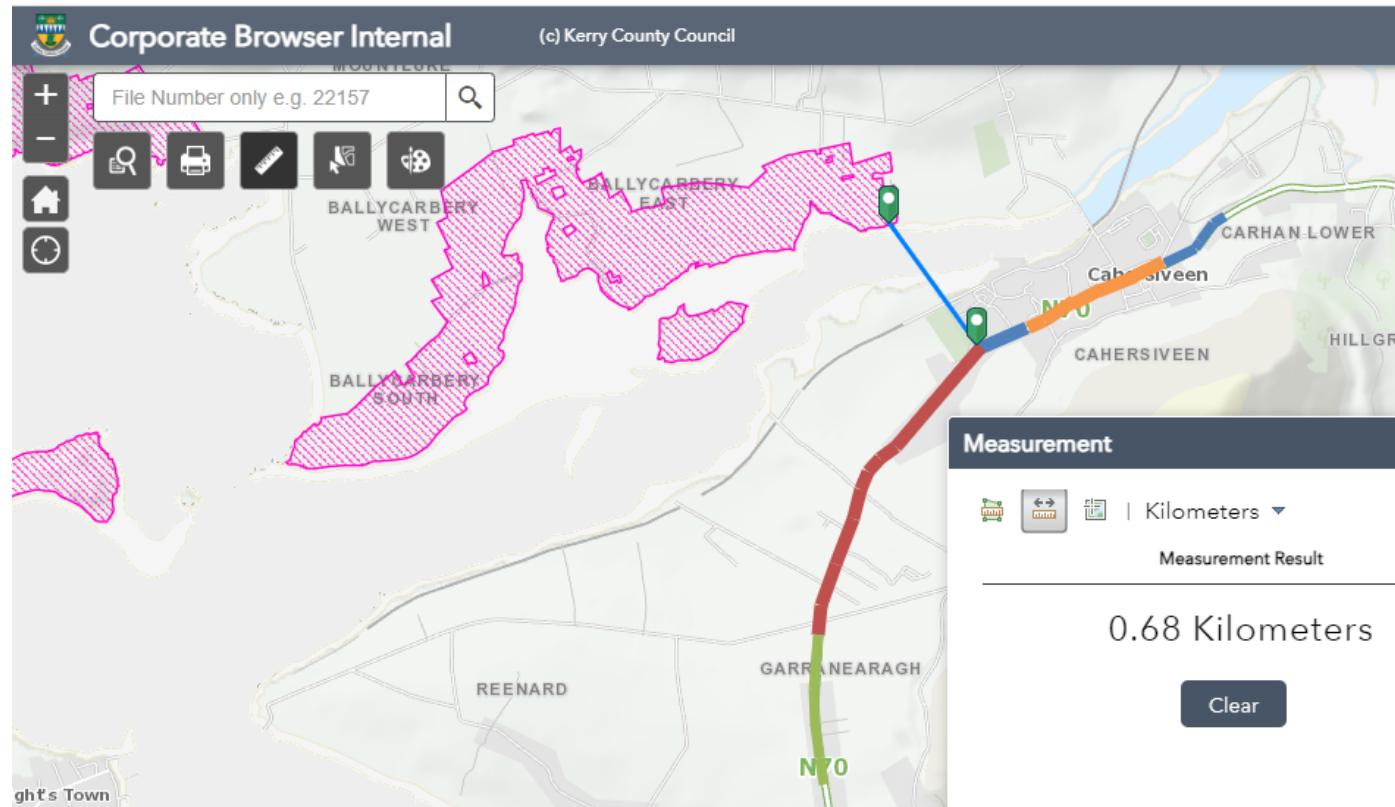 Corporate Browser Internal
(c) Kerry County Council
+
File Number only e.g. 22157
−
BALLYCARBERY
WEST
BALLYCARBERY
EAST
CARHAN LOWER
Cahersiveen
N70
HILLGR
CAHERSIVEEN
BALLYCARBERY
SOUTH
Measurement
| Kilometers
Measurement Result
0.68 Kilometers
GARRANEARAGH
REENARD
Clear
N70
ght's Town